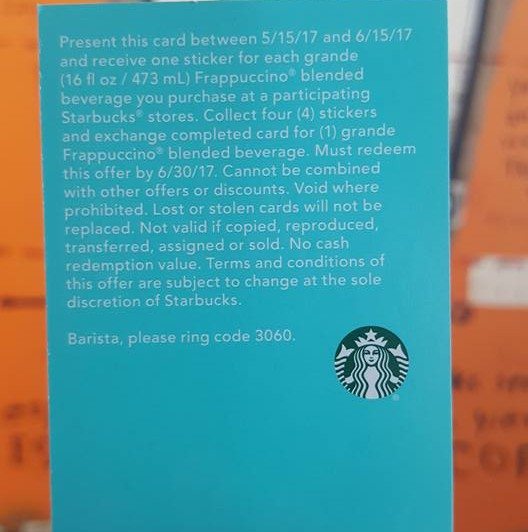 Present this card between 5/15/17 and 6/15/17
and receive one sticker for each grande
(16 fl oz / 473 mL) Frappuccino® blended
beverage you purchase at a participating
Starbucks® stores. Collect four (4) stickers
and exchange completed card for (1) grande
Frappuccino® blended beverage. Must redeem
this offer by 6/30/17. Cannot be combined
with other offers or discounts. Void where
prohibited. Lost or stolen cards will not be
replaced. Not valid if copied, reproduced,
transferred, assigned or sold. No cash
redemption value. Terms and conditions of
this offer are subject to change at the sole
discretion of Starbucks.
Barista, please ring code 3060.